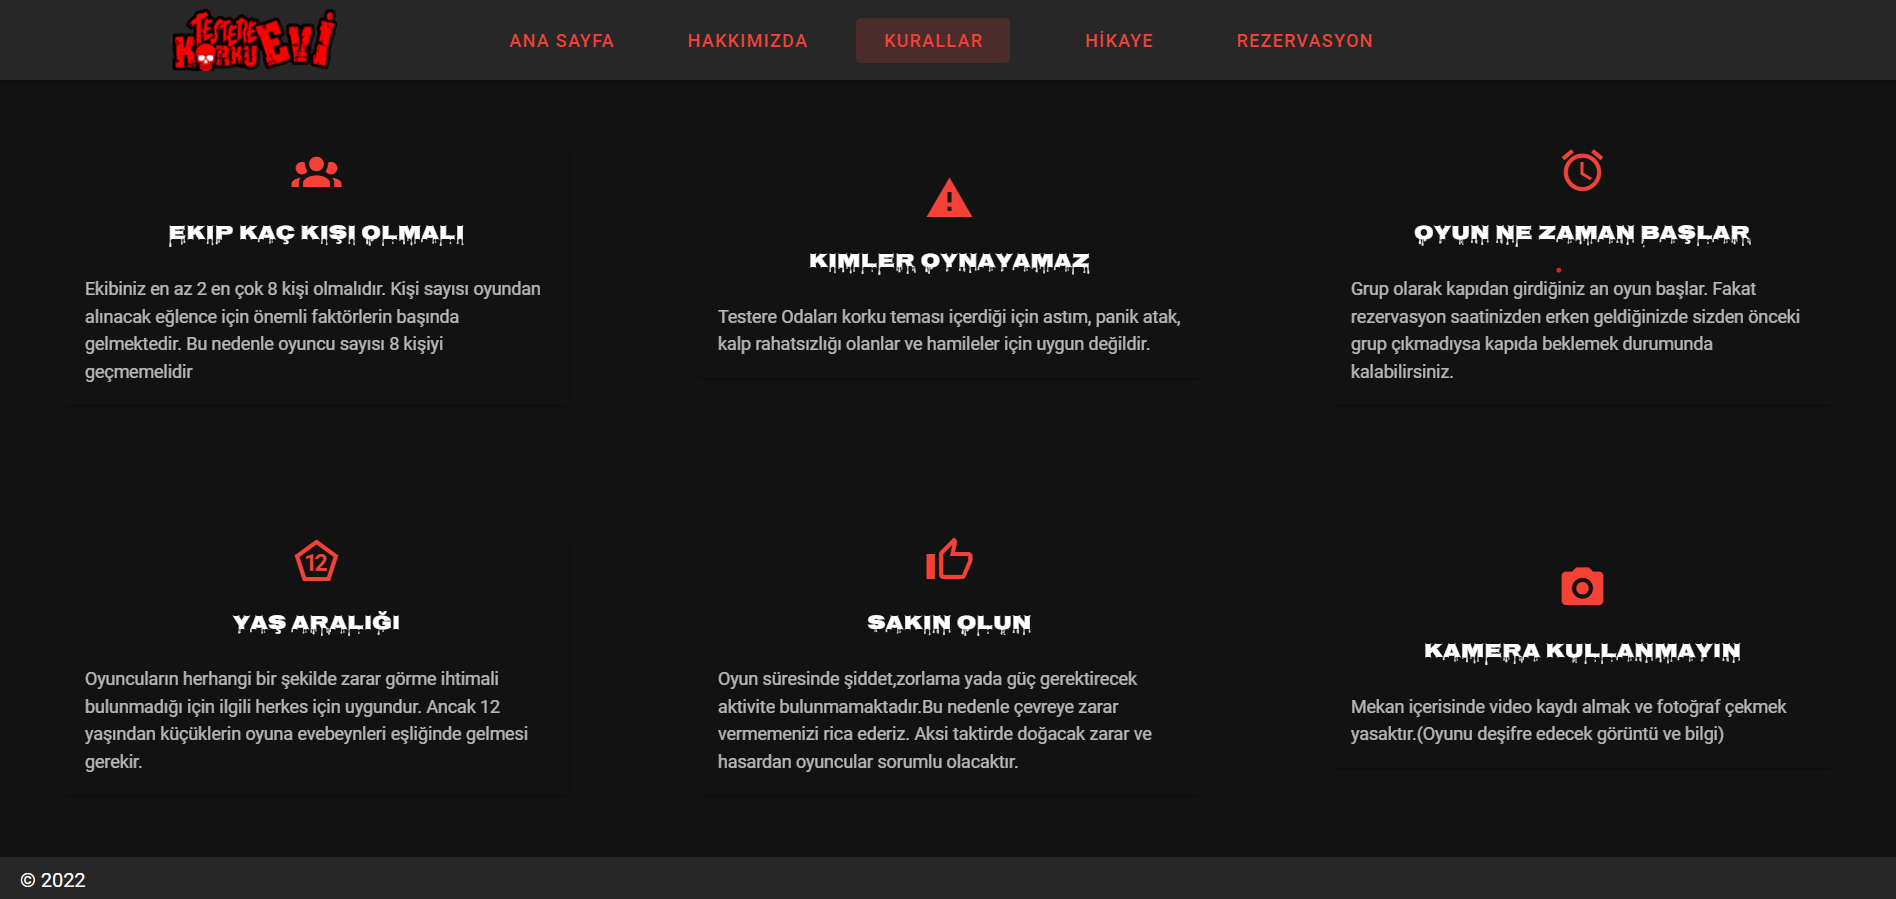 TESTERE
KORKU EVİ
ANA SAYFA
HAKKIMIZDA
KURALLAR
HİKAYE
REZERVASYON
EKIP KAÇ KIŞI OLMALI
Ekibiniz en az 2 en çok 8 kişi olmalıdır. Kişi sayısı oyundan
alınacak eğlence için önemli faktörlerin başında
gelmektedir. Bu nedenle oyuncu sayısı 8 kişiyi
geçmemelidir
KIMLER OYNAYAMAZ
Testere Odaları korku teması içerdiği için astım, panik atak,
kalp rahatsızlığı olanlar ve hamileler için uygun değildir.
OYUN NE ZAMAN BAŞLAR
Grup olarak kapıdan girdiğiniz an oyun başlar. Fakat
rezervasyon saatinizden erken geldiğinizde sizden önceki
grup çıkmadıysa kapıda beklemek durumunda
kalabilirsiniz.
12
YAŞ ARALIĞI
Oyuncuların herhangi bir şekilde zarar görme ihtimali
bulunmadığı için ilgili herkes için uygundur. Ancak 12
yaşından küçüklerin oyuna evebeynleri eşliğinde gelmesi
gerekir.
SAKIN OLUN
Oyun süresinde şiddet,zorlama yada güç gerektirecek
aktivite bulunmamaktadır.Bu nedenle çevreye zarar
vermemenizi rica ederiz. Aksi taktirde doğacak zarar ve
hasardan oyuncular sorumlu olacaktır.
KAMERA KULLANMAYIN
Mekan içerisinde video kaydı almak ve fotoğraf çekmek
yasaktır.(Oyunu deşifre edecek görüntü ve bilgi)
© 2022